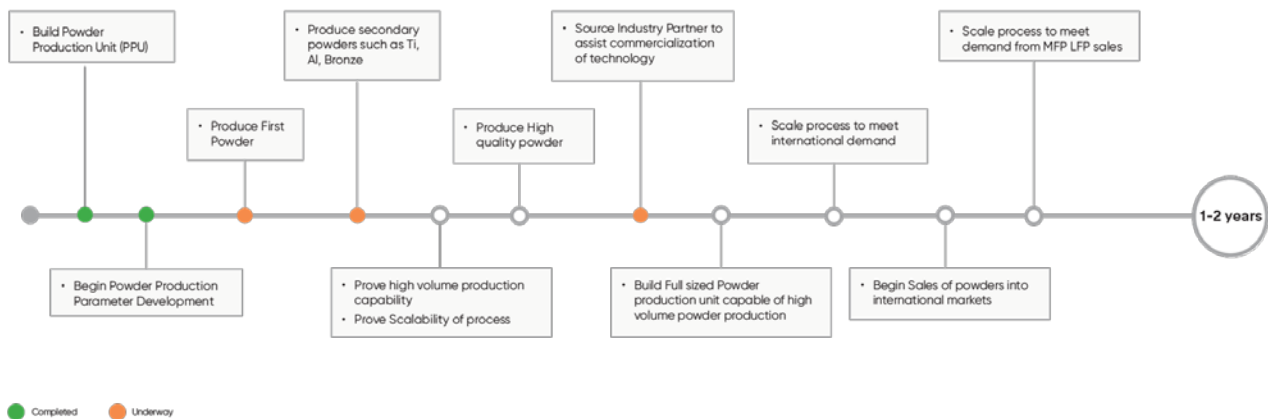 • Build Powder
Production Unit (PPU)
• Produce secondary
powders such as Ti,
Al, Bronze
• Source Industry Partner to
assist commercialization
of technology
• Scale process to meet
demand from MFP LFP sales
• Produce First
Powder
• Produce High
quality powder
• Scale process to meet
international demand
1-2 years
• Begin Powder Production
Parameter Development
• Prove high volume production
capability
• Prove Scalability of process
• Build Full sized Powder
production unit capable of high
volume powder production
• Begin Sales of powders into
international markets
Completed
Underway